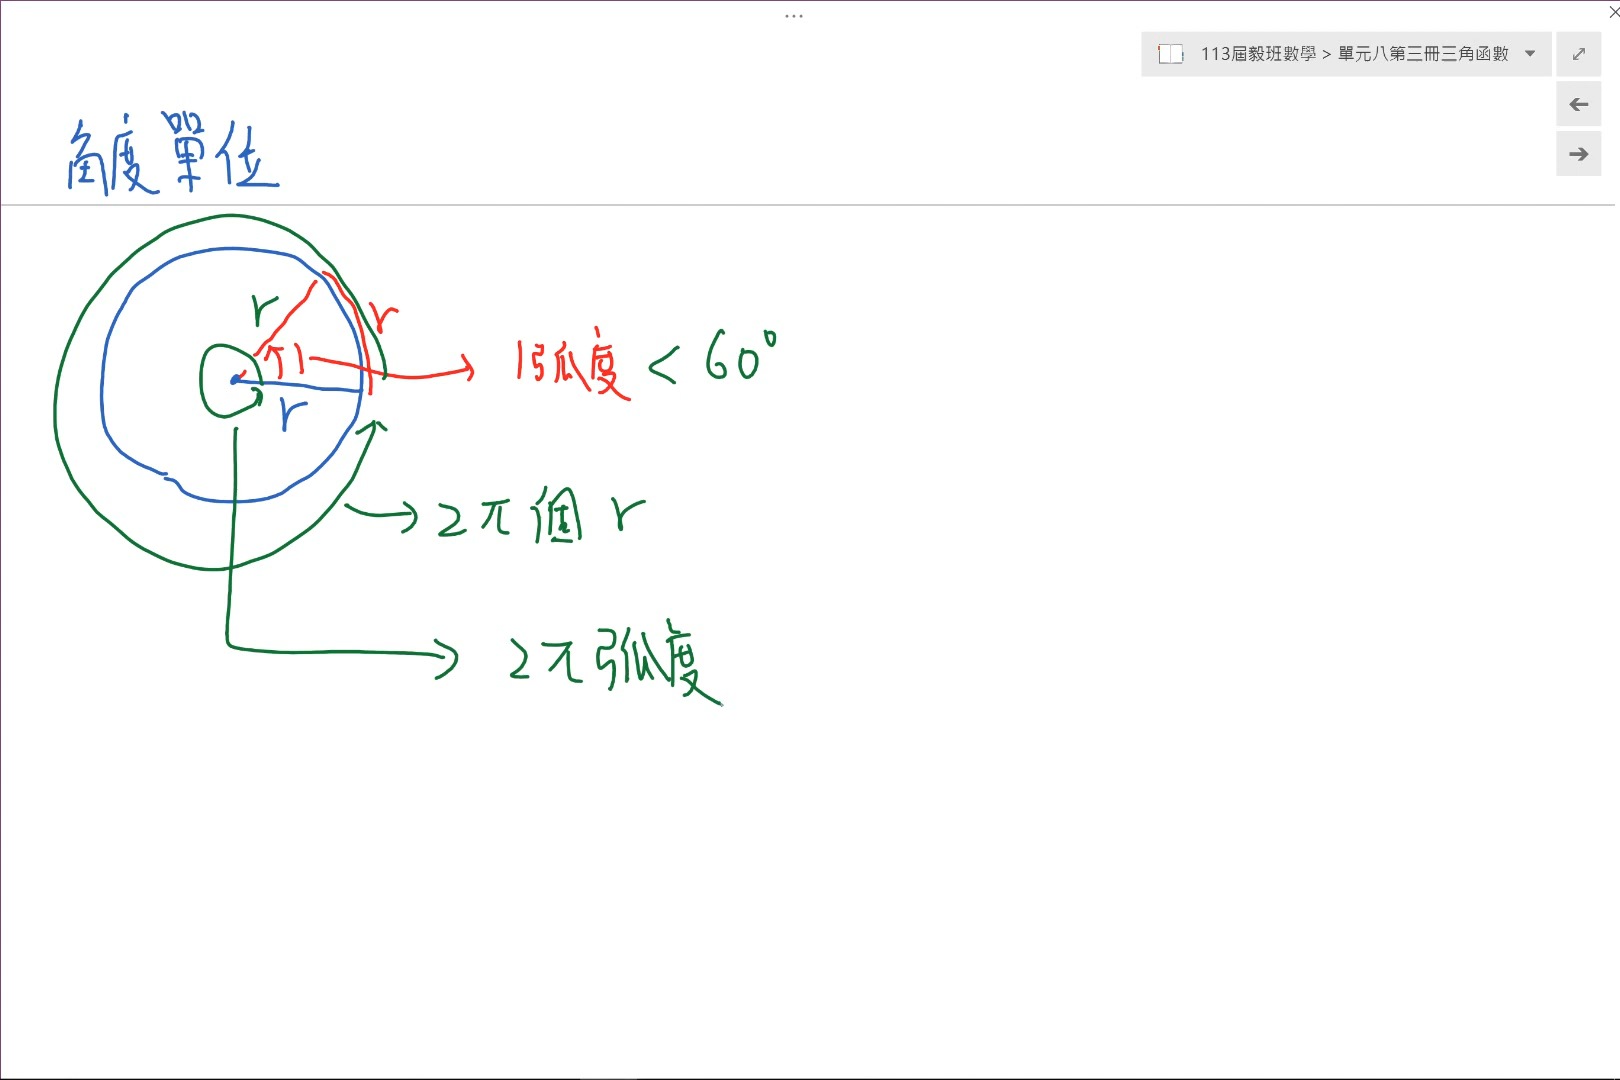 113屆毅班數學 > 單元八第三冊三角函數
角度單位
r
r
1弧度 < 60°
r
2π個 r
2π弧度